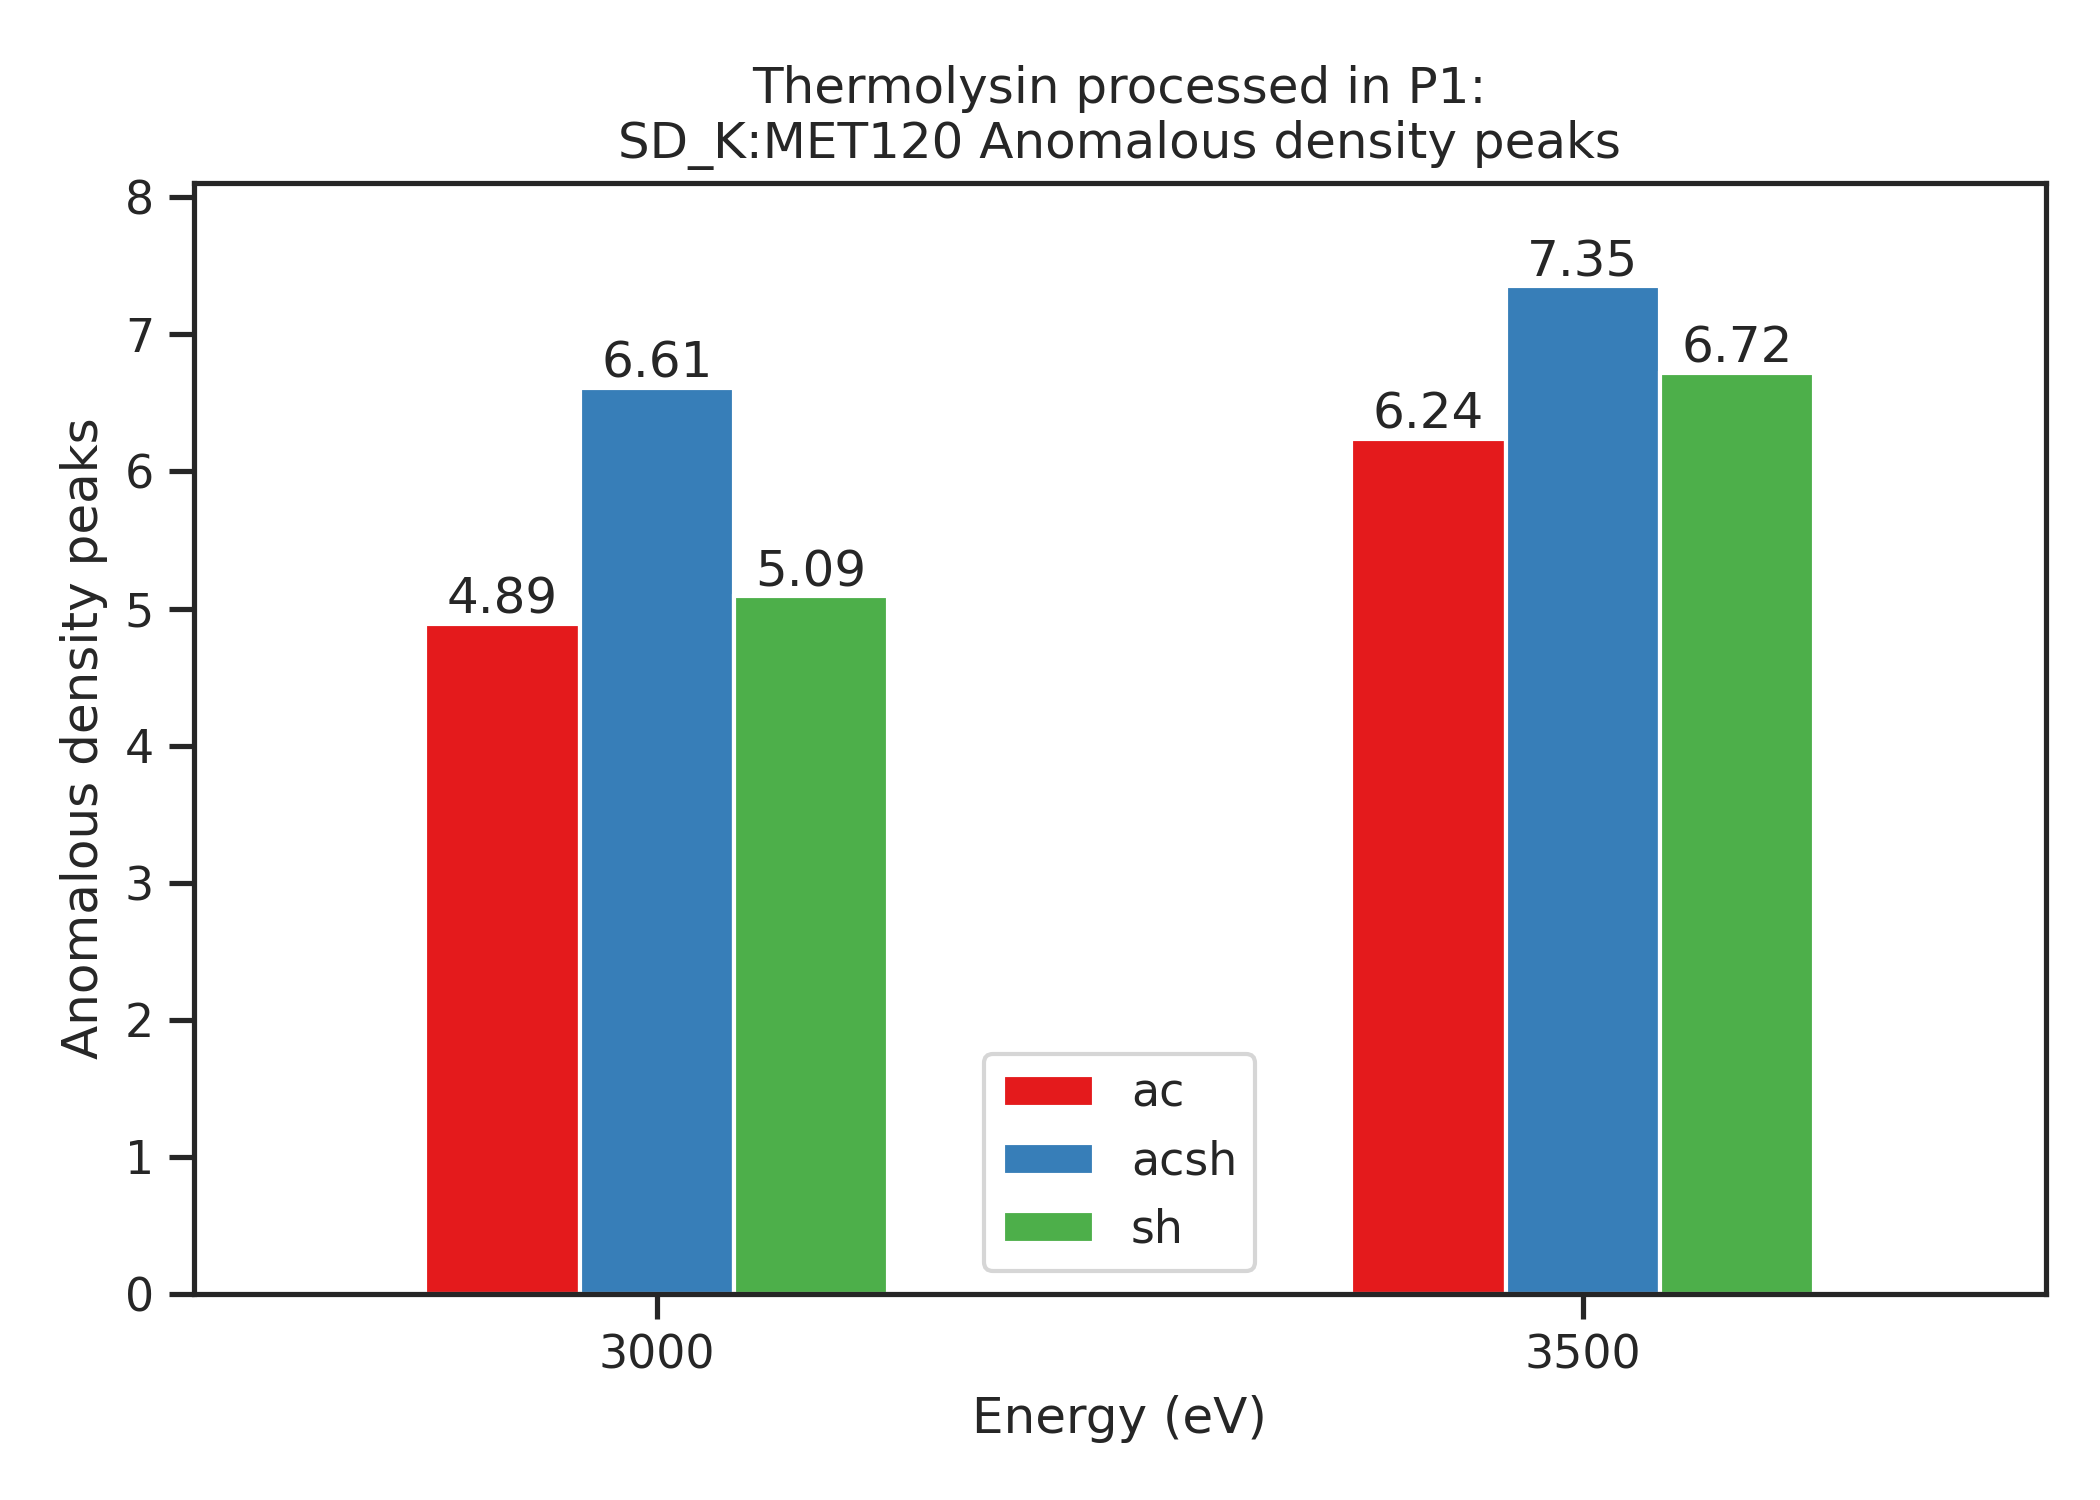 Thermolysin processed in P1:
SD_K:MET120 Anomalous density peaks
Anomalous density peaks
8
7
6
5
4
3
2
1
0
4.89
6.61
5.09
6.24
7.35
6.72
ac
acsh
sh
3000
3500
Energy (eV)